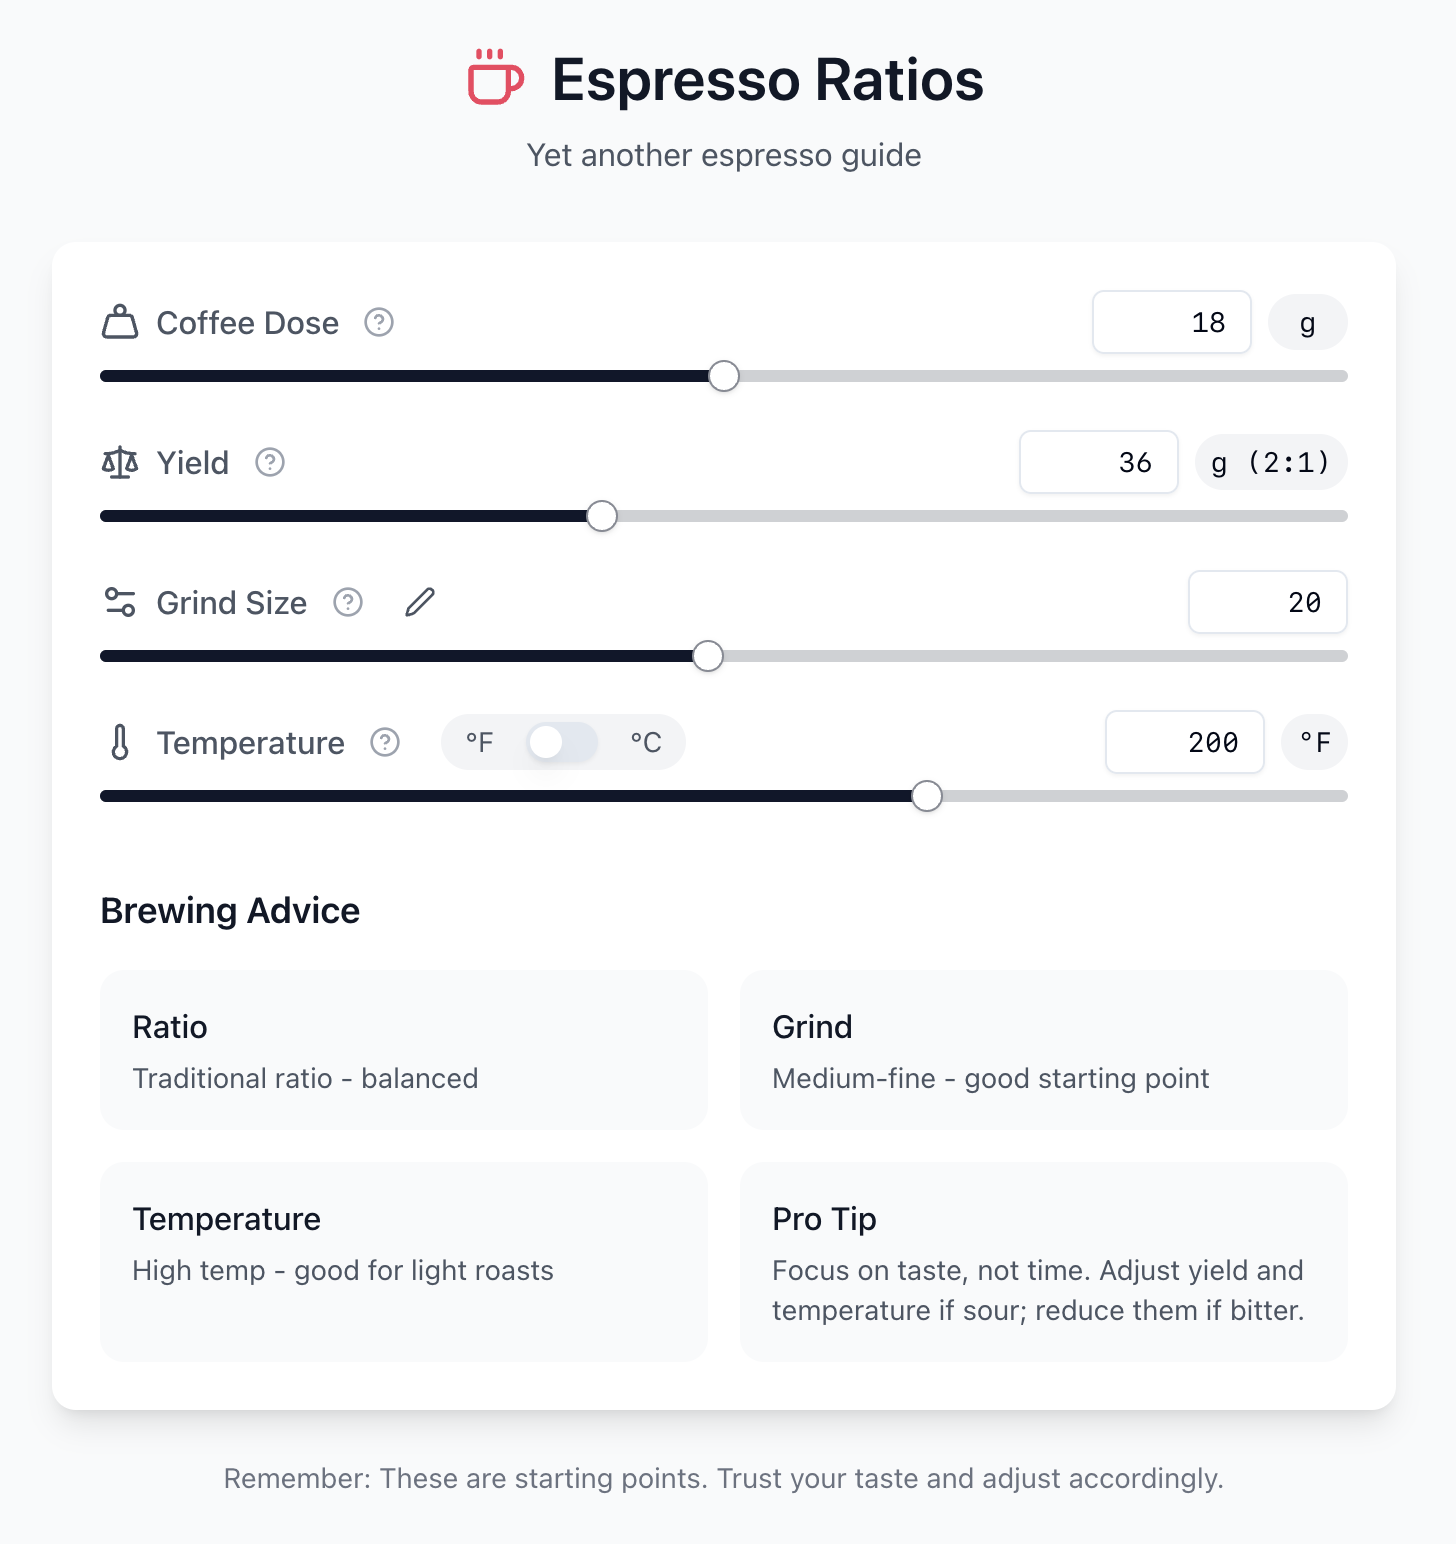 Espresso Ratios
Yet another espresso guide
Coffee Dose ? 18 g
Yield ? 36 g (2:1)
Grind Size ? 20
Temperature ? °F °C 200 °F
Brewing Advice
Ratio
Traditional ratio - balanced
Grind
Medium-fine - good starting point
Temperature
High temp - good for light roasts
Pro Tip
Focus on taste, not time. Adjust yield and
temperature if sour; reduce them if bitter.
Remember: These are starting points. Trust your taste and adjust accordingly.